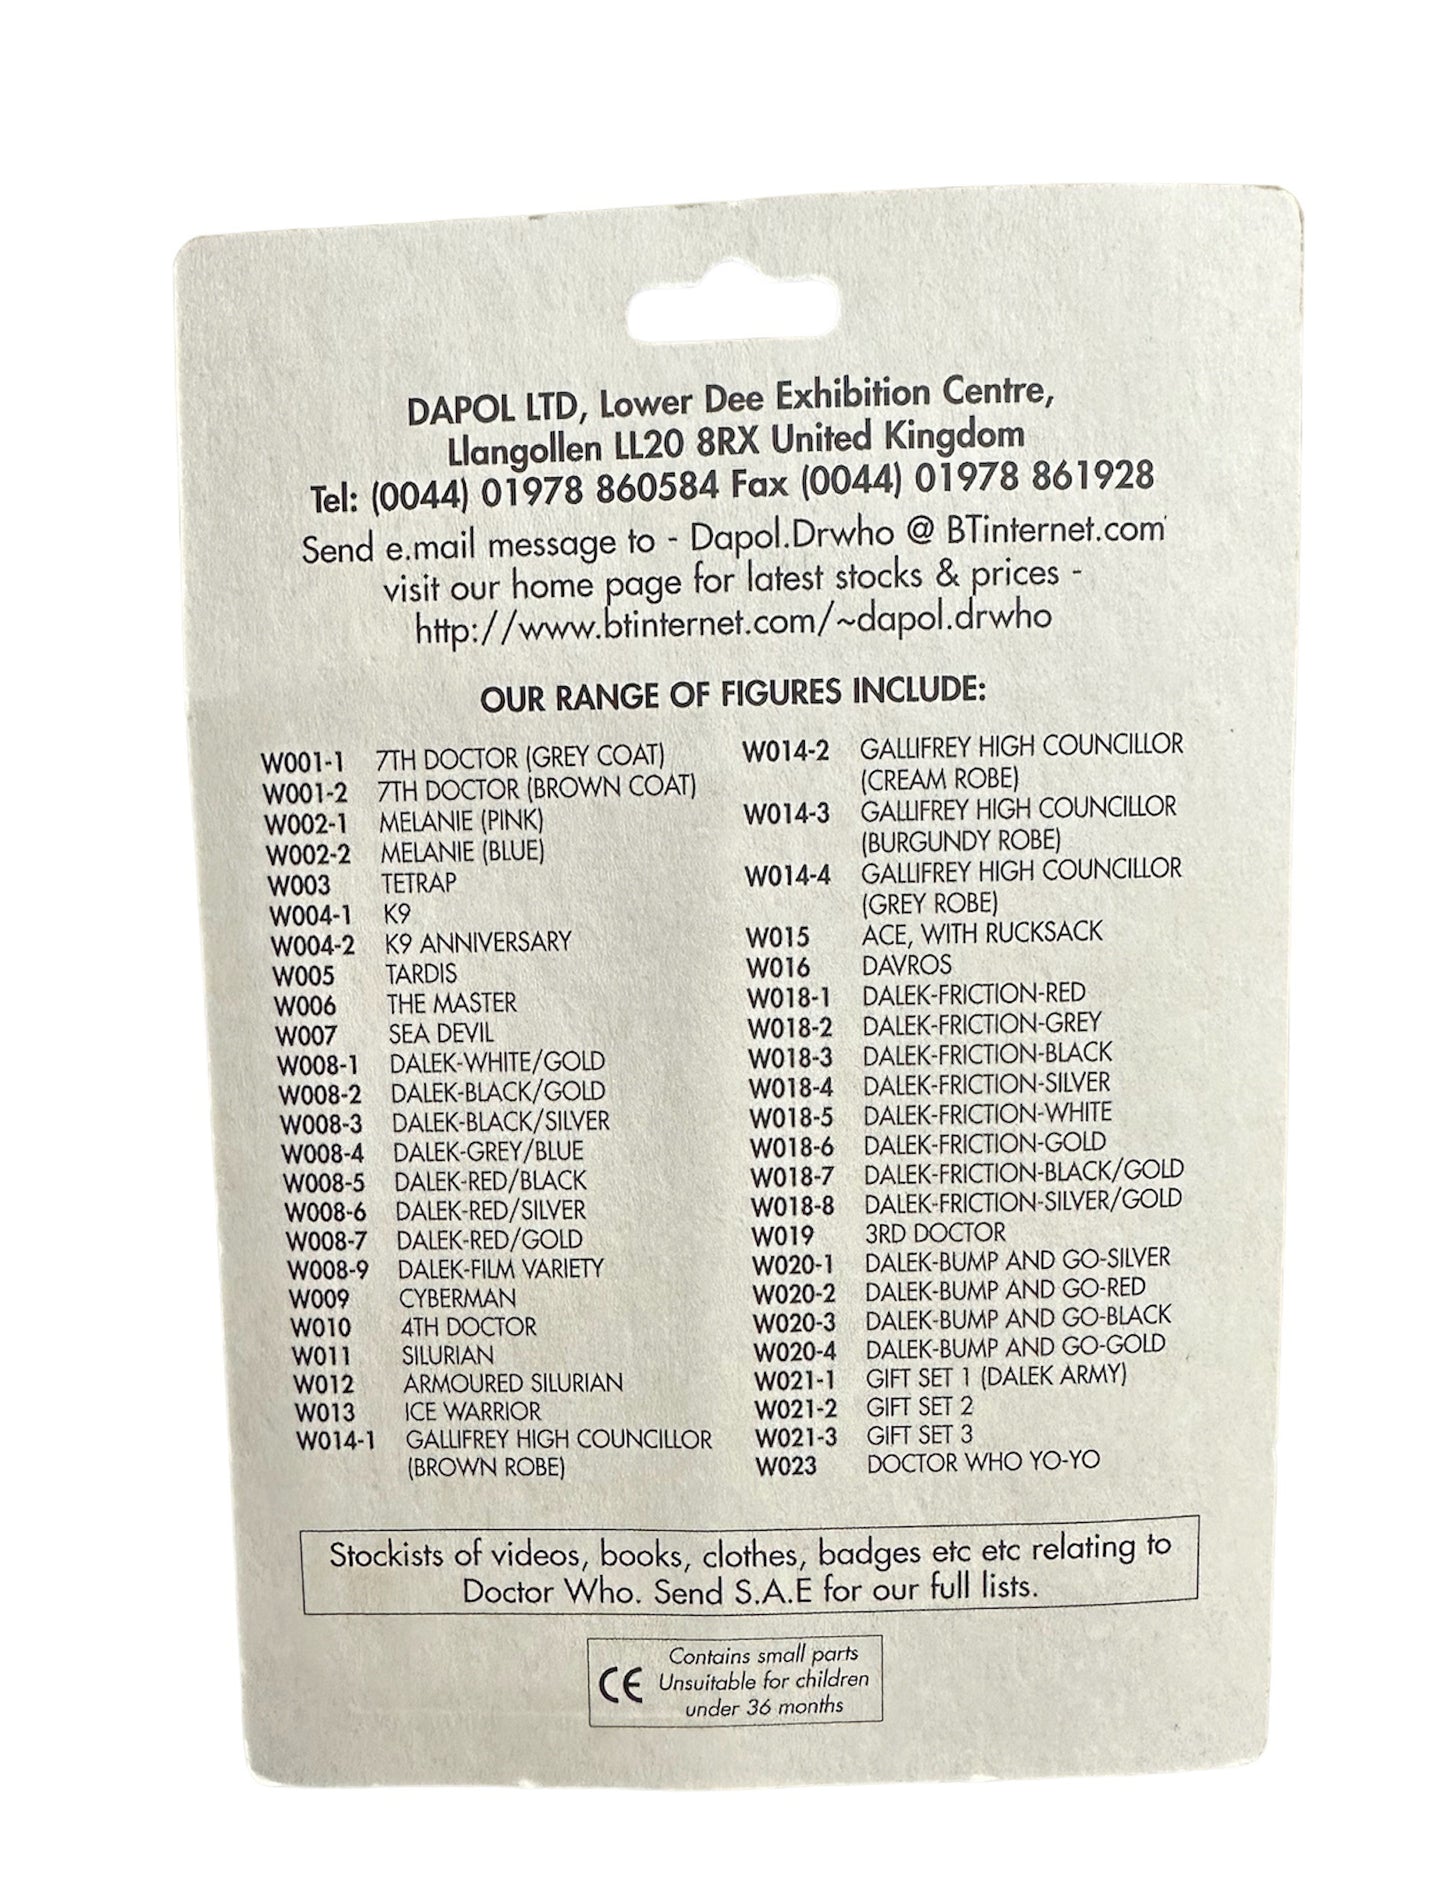 DAPOL LTD, Lower Dee Exhibition Centre,
Llangollen LL20 8RX United Kingdom
Tel: (0044) 01978 860584 Fax (0044) 01978 861928
Send e.mail message to - Dapol.Drwho @ BTinternet.com
visit our home page for latest stocks & prices -
http://www.btinternet.com/~dapol.drwho
OUR RANGE OF FIGURES INCLUDE:
W001-1 7TH DOCTOR (GREY COAT)
W001-2 7TH DOCTOR (BROWN COAT)
W002-1 MELANIE (PINK)
W002-2 MELANIE (BLUE)
W003 TETRAP
W004-1 K9
W004-2 K9 ANNIVERSARY
W005 TARDIS
W006 THE MASTER
W007 SEA DEVIL
W008-1 DALEK-WHITE/GOLD
W008-2 DALEK-BLACK/GOLD
W008-3 DALEK-BLACK/SILVER
W008-4 DALEK-GREY/BLUE
W008-5 DALEK-RED/BLACK
W008-6 DALEK-RED/SILVER
W008-7 DALEK-RED/GOLD
W008-9 DALEK-FILM VARIETY
W009 CYBERMAN
W010 4TH DOCTOR
W011 SILURIAN
W012 ARMOURED SILURIAN
W013 ICE WARRIOR
W014-1 GALLIFREY HIGH COUNCILLOR
(BROWN ROBE)
W014-2 GALLIFREY HIGH COUNCILLOR
(CREAM ROBE)
W014-3 GALLIFREY HIGH COUNCILLOR
(BURGUNDY ROBE)
W014-4 GALLIFREY HIGH COUNCILLOR
(GREY ROBE)
W015 ACE, WITH RUCKSACK
W016 DAVROS
W018-1 DALEK-FRICTION-RED
W018-2 DALEK-FRICTION-GREY
W018-3 DALEK-FRICTION-BLACK
W018-4 DALEK-FRICTION-SILVER
W018-5 DALEK-FRICTION-WHITE
W018-6 DALEK-FRICTION-GOLD
W018-7 DALEK-FRICTION-BLACK/GOLD
W018-8 DALEK-FRICTION-SILVER/GOLD
W019 3RD DOCTOR
W020-1 DALEK-BUMP AND GO-SILVER
W020-2 DALEK-BUMP AND GO-RED
W020-3 DALEK-BUMP AND GO-BLACK
W020-4 DALEK-BUMP AND GO-GOLD
W021-1 GIFT SET 1 (DALEK ARMY)
W021-2 GIFT SET 2
W021-3 GIFT SET 3
W023 DOCTOR WHO YO-YO
Stockists of videos, books, clothes, badges etc etc relating to
Doctor Who. Send S.A.E for our full lists.
CE
Contains small parts
Unsuitable for children
under 36 months